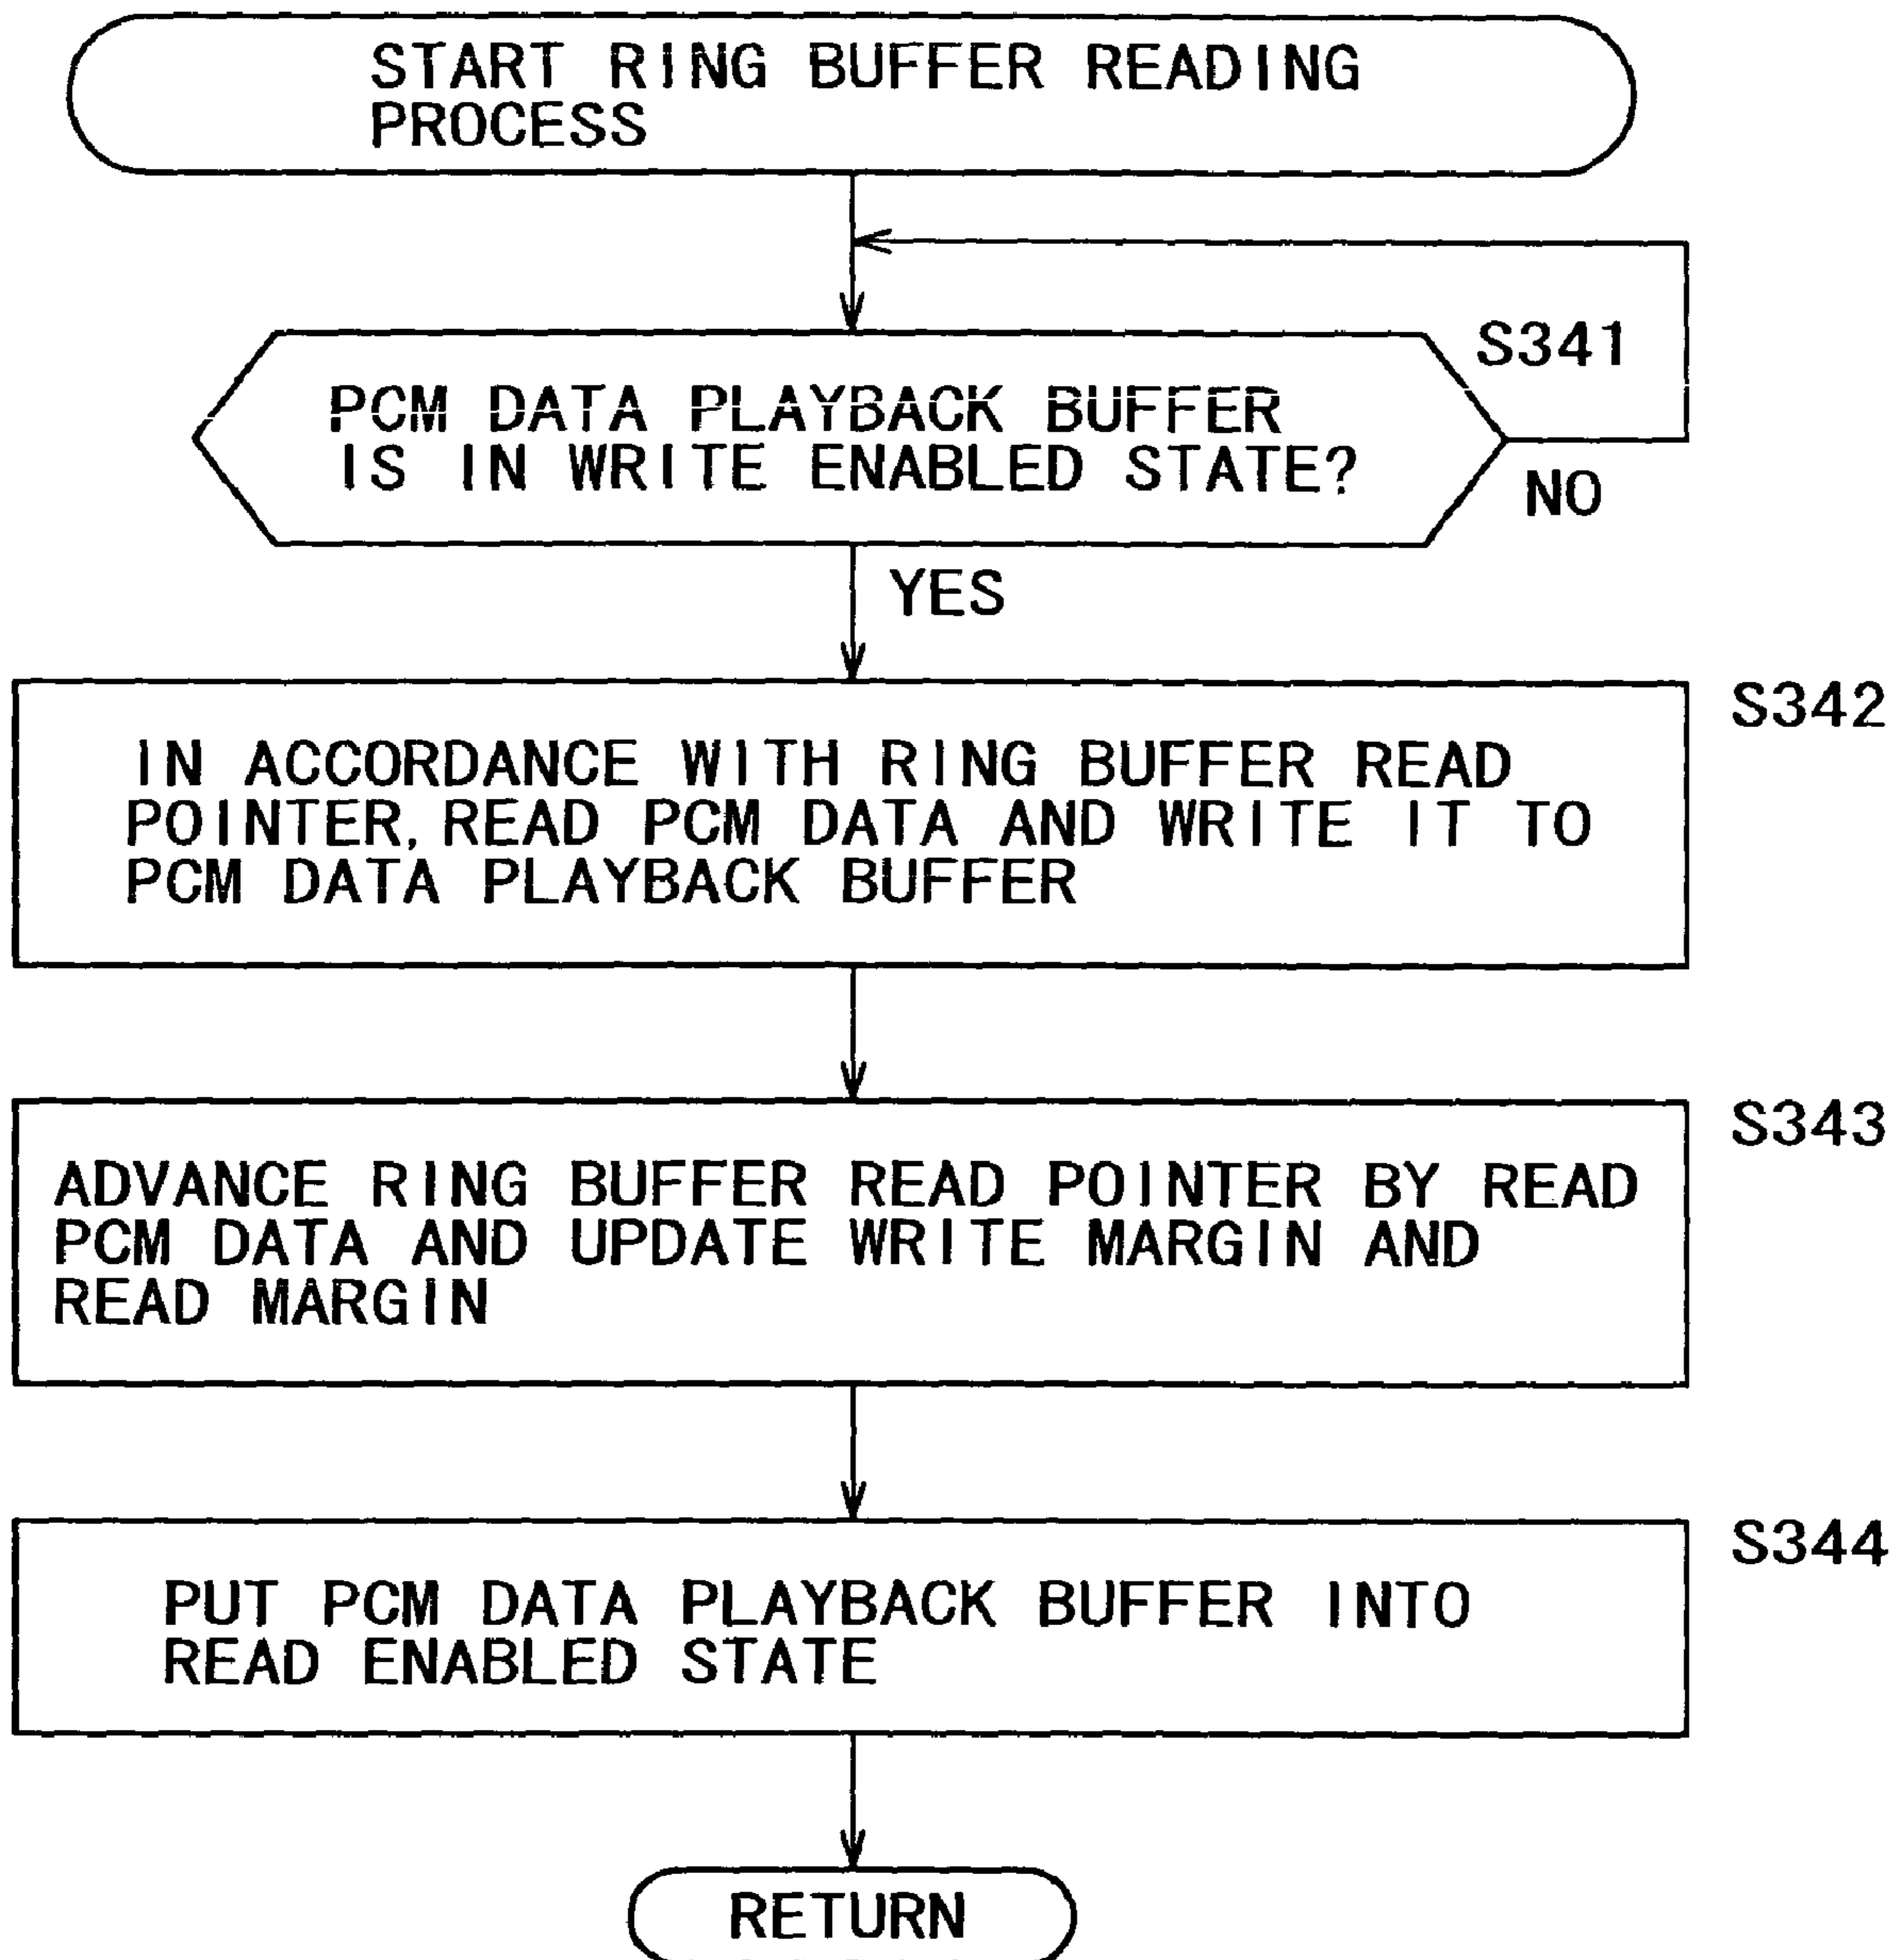 START RING BUFFER READING
PROCESS
S341
PCM DATA PLAYBACK BUFFER
IS IN WRITE ENABLED STATE?
NO
YES
S342
IN ACCORDANCE WITH RING BUFFER READ
POINTER, READ PCM DATA AND WRITE IT TO
PCM DATA PLAYBACK BUFFER
S343
ADVANCE RING BUFFER READ POINTER BY READ
PCM DATA AND UPDATE WRITE MARGIN AND
READ MARGIN
S344
PUT PCM DATA PLAYBACK BUFFER INTO
READ ENABLED STATE
RETURN